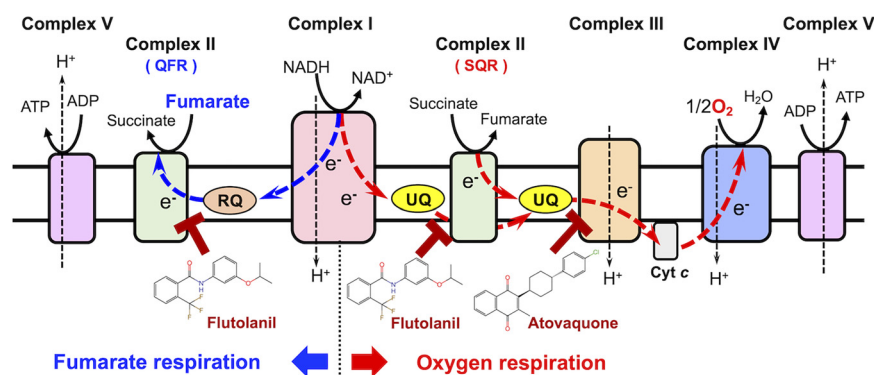 Complex V
Complex II
( QFR )
Complex I
Complex II
(SQR)
Complex III
Complex IV
Complex V
H⁺
ATP
ADP
Succinate
Fumarate
NADH
NAD⁺
Succinate
Fumarate
1/2O₂
H₂O
H⁺
ADP
ATP
e⁻
RQ
e⁻
e⁻
UQ
e⁻
UQ
e⁻
e⁻
Cyt c
H⁺
H⁺
H⁺
O
N
H
O
F
F
F
Flutolanil
O
N
H
O
F
F
F
Flutolanil
O
O
Cl
Atovaquone
Fumarate respiration
Oxygen respiration